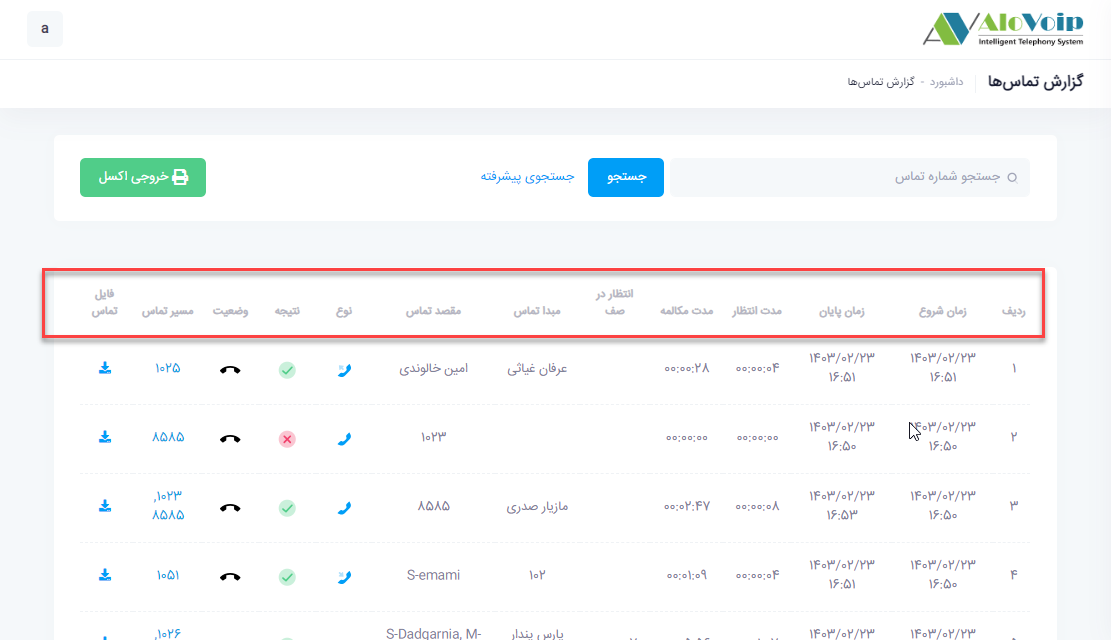 a
AloVoip
Intelligent Telephony System
گزارش تماس‌ها
داشبورد - گزارش تماس‌ها
جستجو شماره تماس
جستجو
جستجوی پیشرفته
خروجی اکسل
ردیف زمان شروع زمان پایان مدت انتظار مدت مکالمه انتظار در صف مبدا تماس مقصد تماس نوع نتیجه وضعیت مسیر تماس فایل تماس
۱ ۱۴۰۳/۰۲/۲۳ ۱۶:۵۱ ۱۴۰۳/۰۲/۲۳ ۱۶:۵۱ ۰۰:۰۰:۰۴ ۰۰:۰۰:۲۸ عرفان غیاثی امین خالوندی ۱۰۲۵
۲ ۱۴۰۳/۰۲/۲۳ ۱۶:۵۰ ۱۴۰۳/۰۲/۲۳ ۱۶:۵۰ ۰۰:۰۰:۰۰ ۰۰:۰۰:۰۰ ۱۰۲۳ ۸۵۸۵
۳ ۱۴۰۳/۰۲/۲۳ ۱۶:۵۰ ۱۴۰۳/۰۲/۲۳ ۱۶:۵۳ ۰۰:۰۰:۰۸ ۰۰:۰۲:۴۷ مازیار صدری ۸۵۸۵ ۱۰۲۳, ۸۵۸۵
۴ ۱۴۰۳/۰۲/۲۳ ۱۶:۵۰ ۱۴۰۳/۰۲/۲۳ ۱۶:۵۱ ۰۰:۰۰:۰۴ ۰۰:۰۱:۰۹ ۱۰۲ S-emami ۱۰۵۱
۱۴۰۳/۰۲/۲۳ ۱۴۰۳/۰۲/۲۳ پارس پندار S-Dadgarnia, M- ۱۰۲۶,